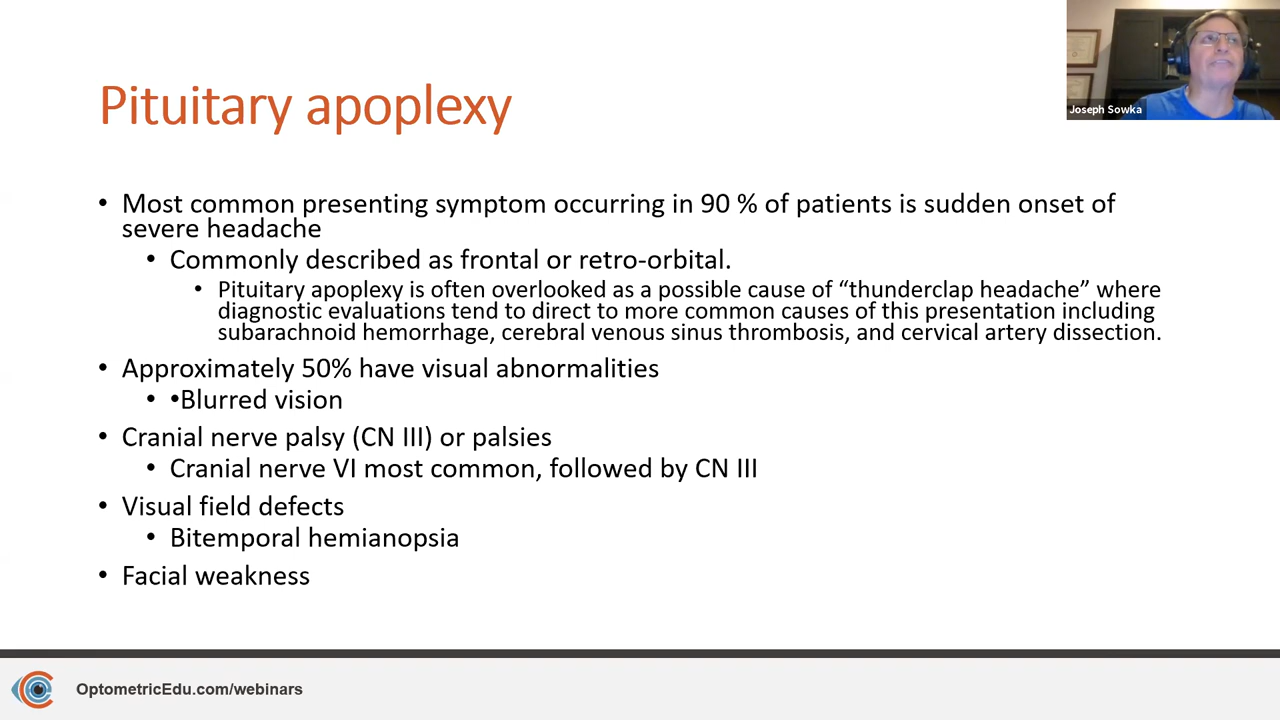 Pituitary apoplexy
Joseph Sowka
• Most common presenting symptom occurring in 90 % of patients is sudden onset of
severe headache
• Commonly described as frontal or retro-orbital.
• Pituitary apoplexy is often overlooked as a possible cause of “thunderclap headache” where
diagnostic evaluations tend to direct to more common causes of this presentation including
subarachnoid hemorrhage, cerebral venous sinus thrombosis, and cervical artery dissection.
• Approximately 50% have visual abnormalities
• •Blurred vision
• Cranial nerve palsy (CN III) or palsies
• Cranial nerve VI most common, followed by CN III
• Visual field defects
• Bitemporal hemianopsia
• Facial weakness
OptometricEdu.com/webinars